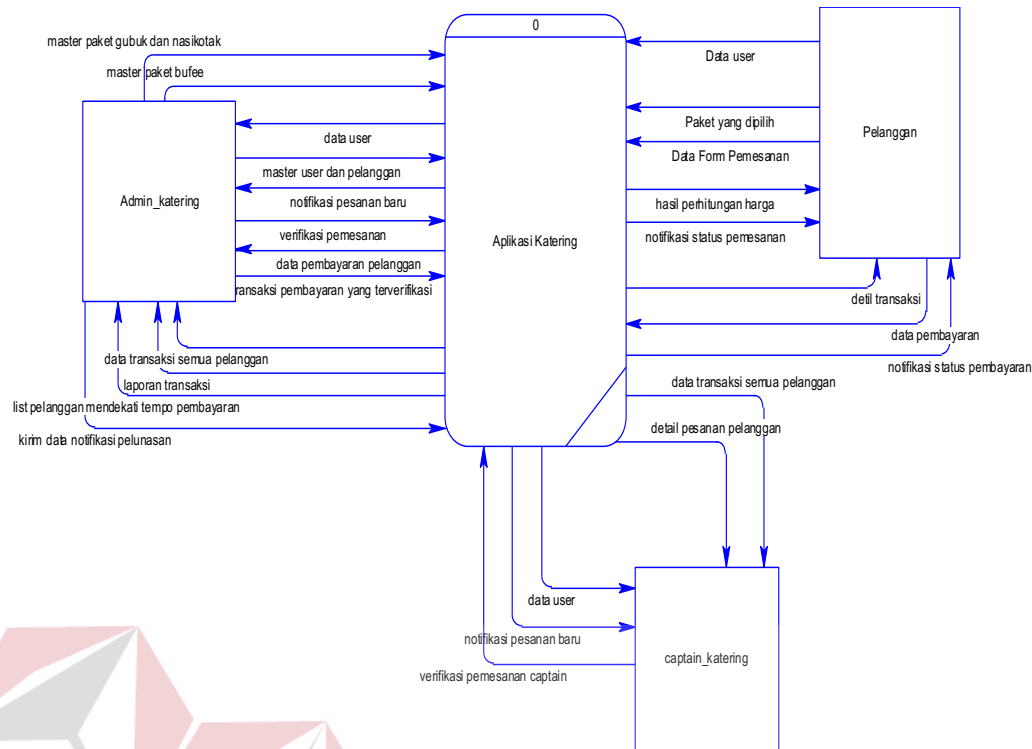 0
master paket gubuk dan nasikotak
master paket bufee
data user
master user dan pelanggan
notifikasi pesanan baru
verifikasi pemesanan
data pembayaran pelanggan
ransaksi pembayaran yang terverifikasi
Admin_katering
data transaksi semua pelanggan
laporan transaksi
list pelanggan mendekati tempo pembayaran
kirim data notifikasi pelunasan
Aplikasi Katering
Data user
Paket yang dipilih
Data Form Pemesanan
Pelanggan
hasil perhitungan harga
notifikasi status pemesanan
detil transaksi
data pembayaran
notifikasi status pembayaran
data transaksi semua pelanggan
detail pesanan pelanggan
data user
notifikasi pesanan baru
verifikasi pemesanan captain
captain_katering